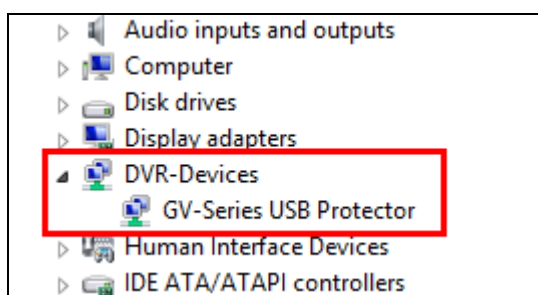 Audio inputs and outputs
Computer
Disk drives
Display adapters
DVR-Devices
GV-Series USB Protector
Human Interface Devices
IDE ATA/ATAPI controllers